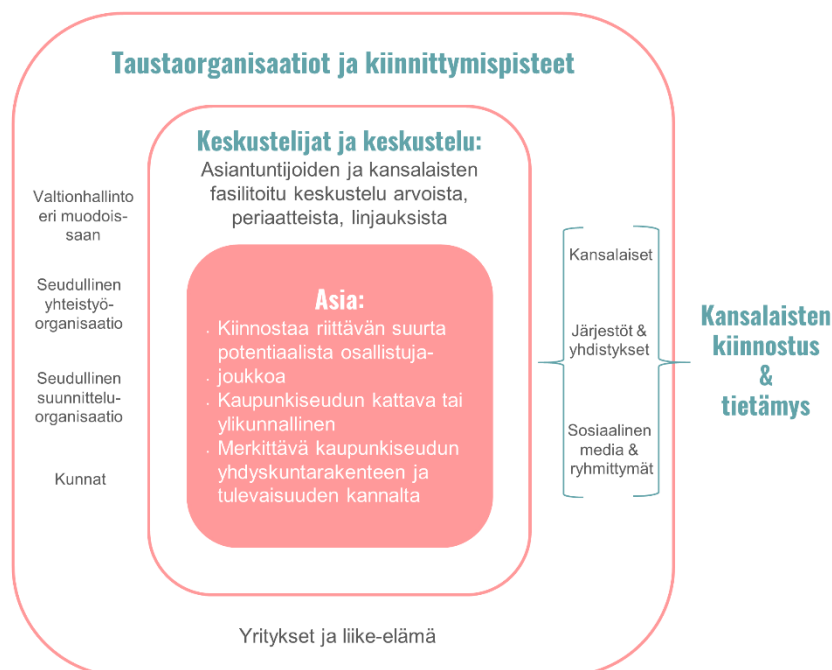 Taustaorganisaatiot ja kiinnittymispisteet
Keskustelijat ja keskustelu:
Asiantuntijoiden ja kansalaisten
fasilitoitu keskustelu arvoista,
periaatteista, linjauksista
Valtionhallinto
eri muodois-
saan
Seudullinen
yhteistyö-
organisaatio
Seudullinen
suunnittelu-
organisaatio
Kunnat
Asia:
· Kiinnostaa riittävän suurta
potentiaalista osallistuja-
joukkoa
· Kaupunkiseudun kattava tai
ylikunnallinen
· Merkittävä kaupunkiseudun
yhdyskuntarakenteen ja
tulevaisuuden kannalta
Kansalaiset
Järjestöt &
yhdistykset
Sosiaalinen
media &
ryhmittymät
Kansalaisten
kiinnostus
&
tietämys
Yritykset ja liike-elämä